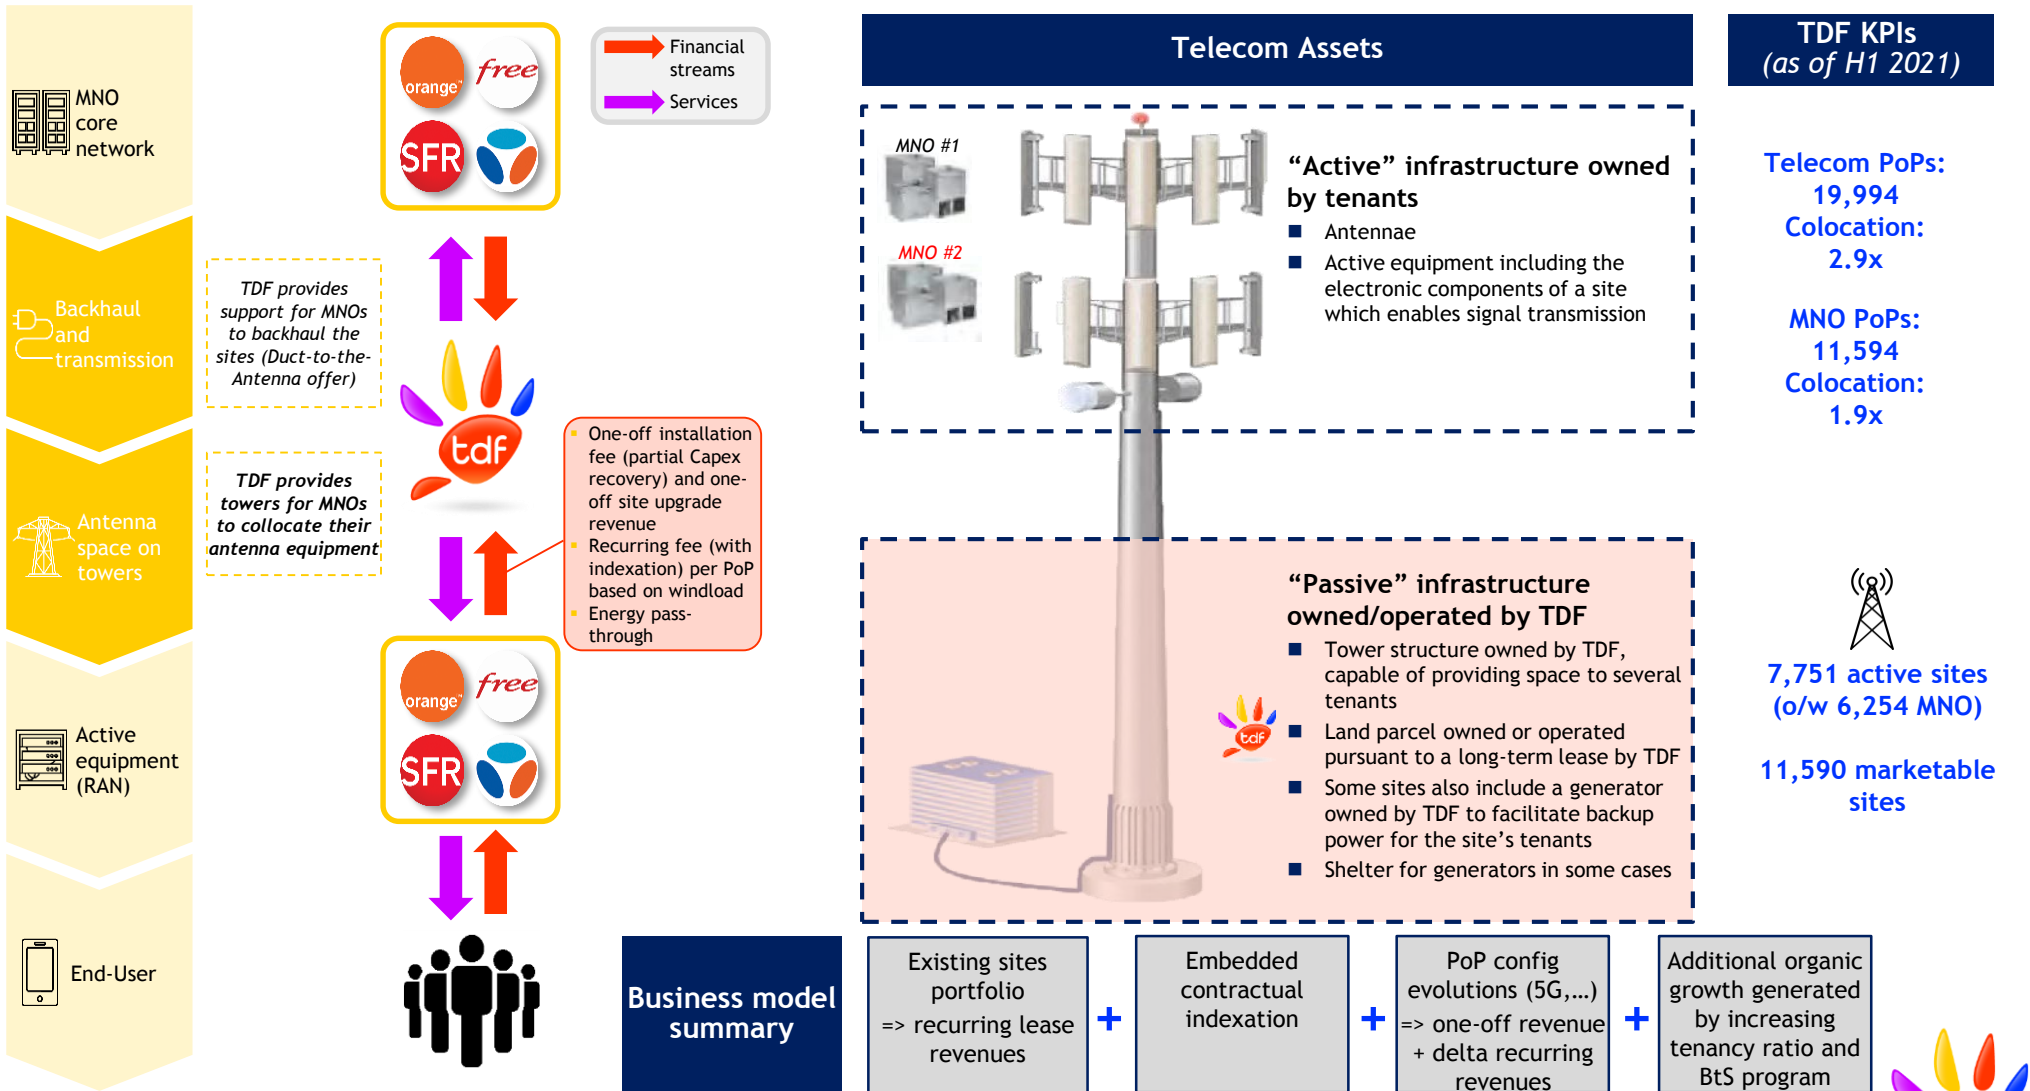 MNO
core
network
Backhaul
and
transmission
Antenna
space on
towers
Active
equipment
(RAN)
End-User
TDF provides
support for MNOs
to backhaul the
sites (Duct-to-the-
Antenna offer)
TDF provides
towers for MNOs
to collocate their
antenna equipment
orange™
free
SFR
Financial
streams
Services
tdf
One-off installation
fee (partial Capex
recovery) and one-
off site upgrade
revenue
Recurring fee (with
indexation) per PoP
based on windload
Energy pass-
through
orange™
free
SFR
Telecom Assets
MNO #1
MNO #2
“Active” infrastructure owned
by tenants
Antennae
Active equipment including the
electronic components of a site
which enables signal transmission
“Passive” infrastructure
owned/operated by TDF
Tower structure owned by TDF,
capable of providing space to several
tenants
Land parcel owned or operated
pursuant to a long-term lease by TDF
Some sites also include a generator
owned by TDF to facilitate backup
power for the site’s tenants
Shelter for generators in some cases
tdf
TDF KPIs
(as of H1 2021)
Telecom PoPs:
19,994
Colocation:
2.9x
MNO PoPs:
11,594
Colocation:
1.9x
7,751 active sites
(o/w 6,254 MNO)
11,590 marketable
sites
Business model
summary
Existing sites
portfolio
=> recurring lease
revenues
+
Embedded
contractual
indexation
+
PoP config
evolutions (5G,…)
=> one-off revenue
+ delta recurring
revenues
+
Additional organic
growth generated
by increasing
tenancy ratio and
BtS program